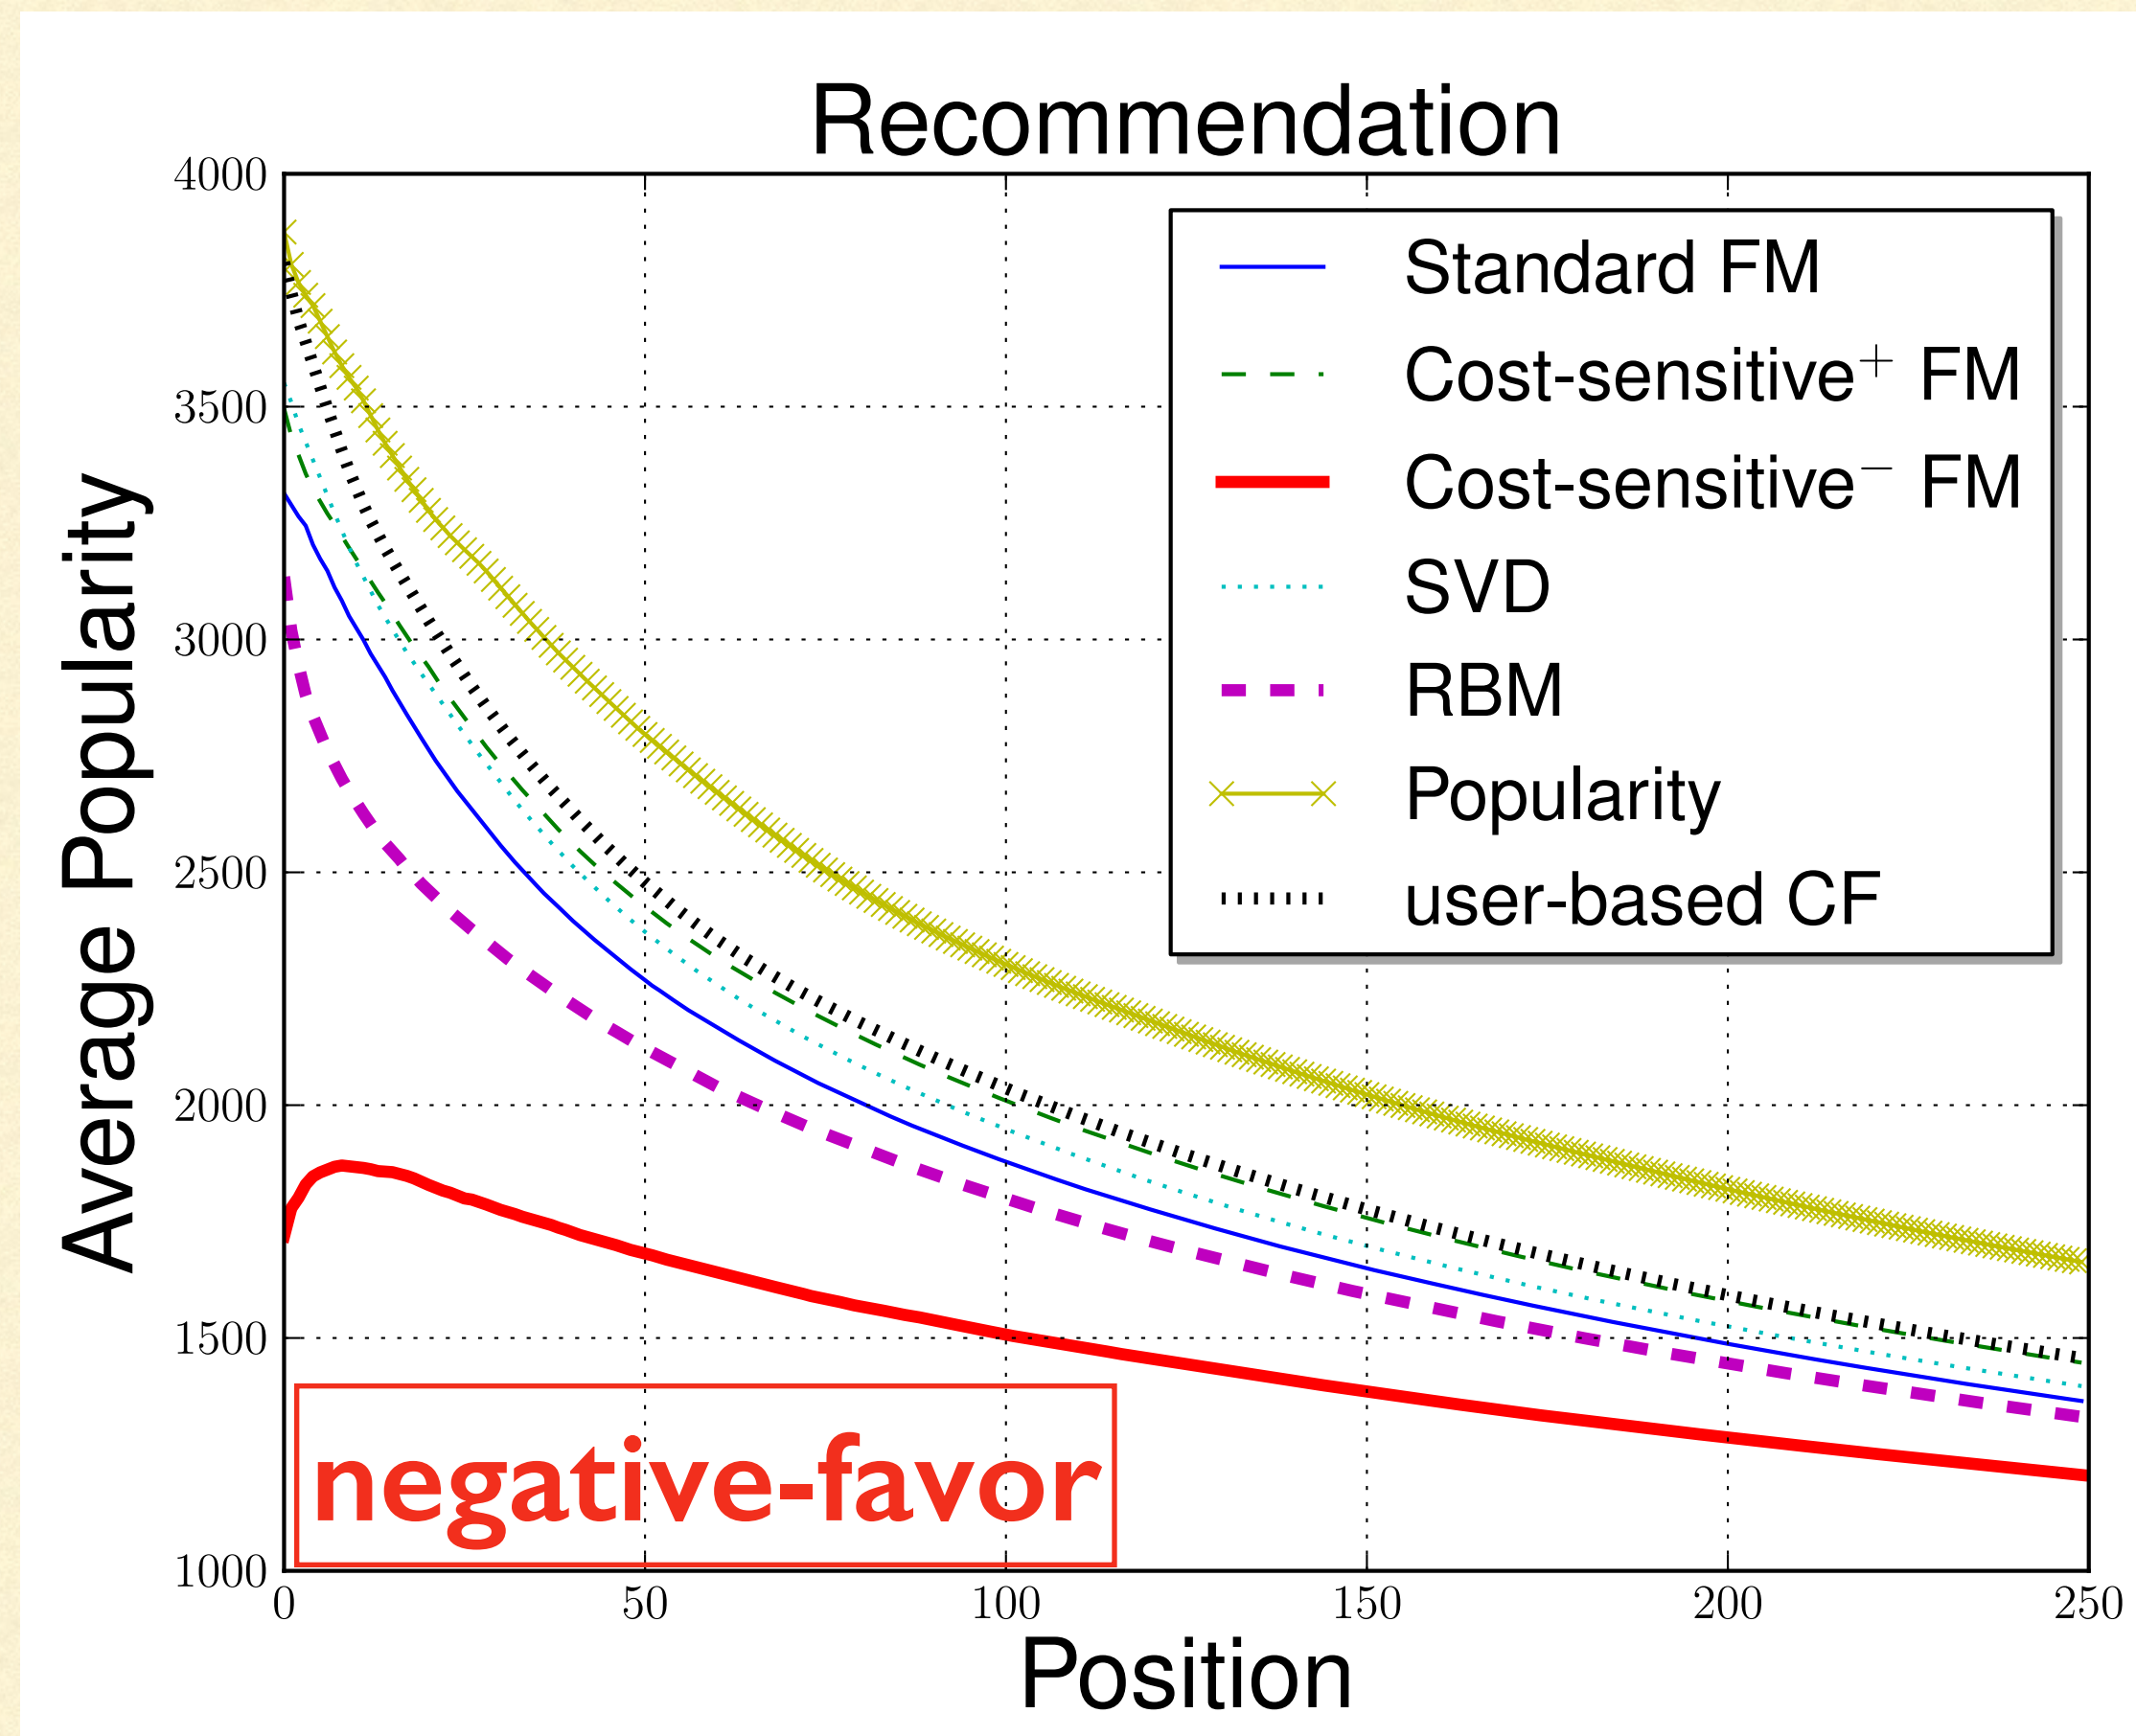 Recommendation
Average Popularity
4000
3500
3000
2500
2000
1500
1000
Standard FM
Cost-sensitive⁺ FM
Cost-sensitive⁻ FM
SVD
RBM
Popularity
user-based CF
negative-favor
0 50 100 150 200 250
Position